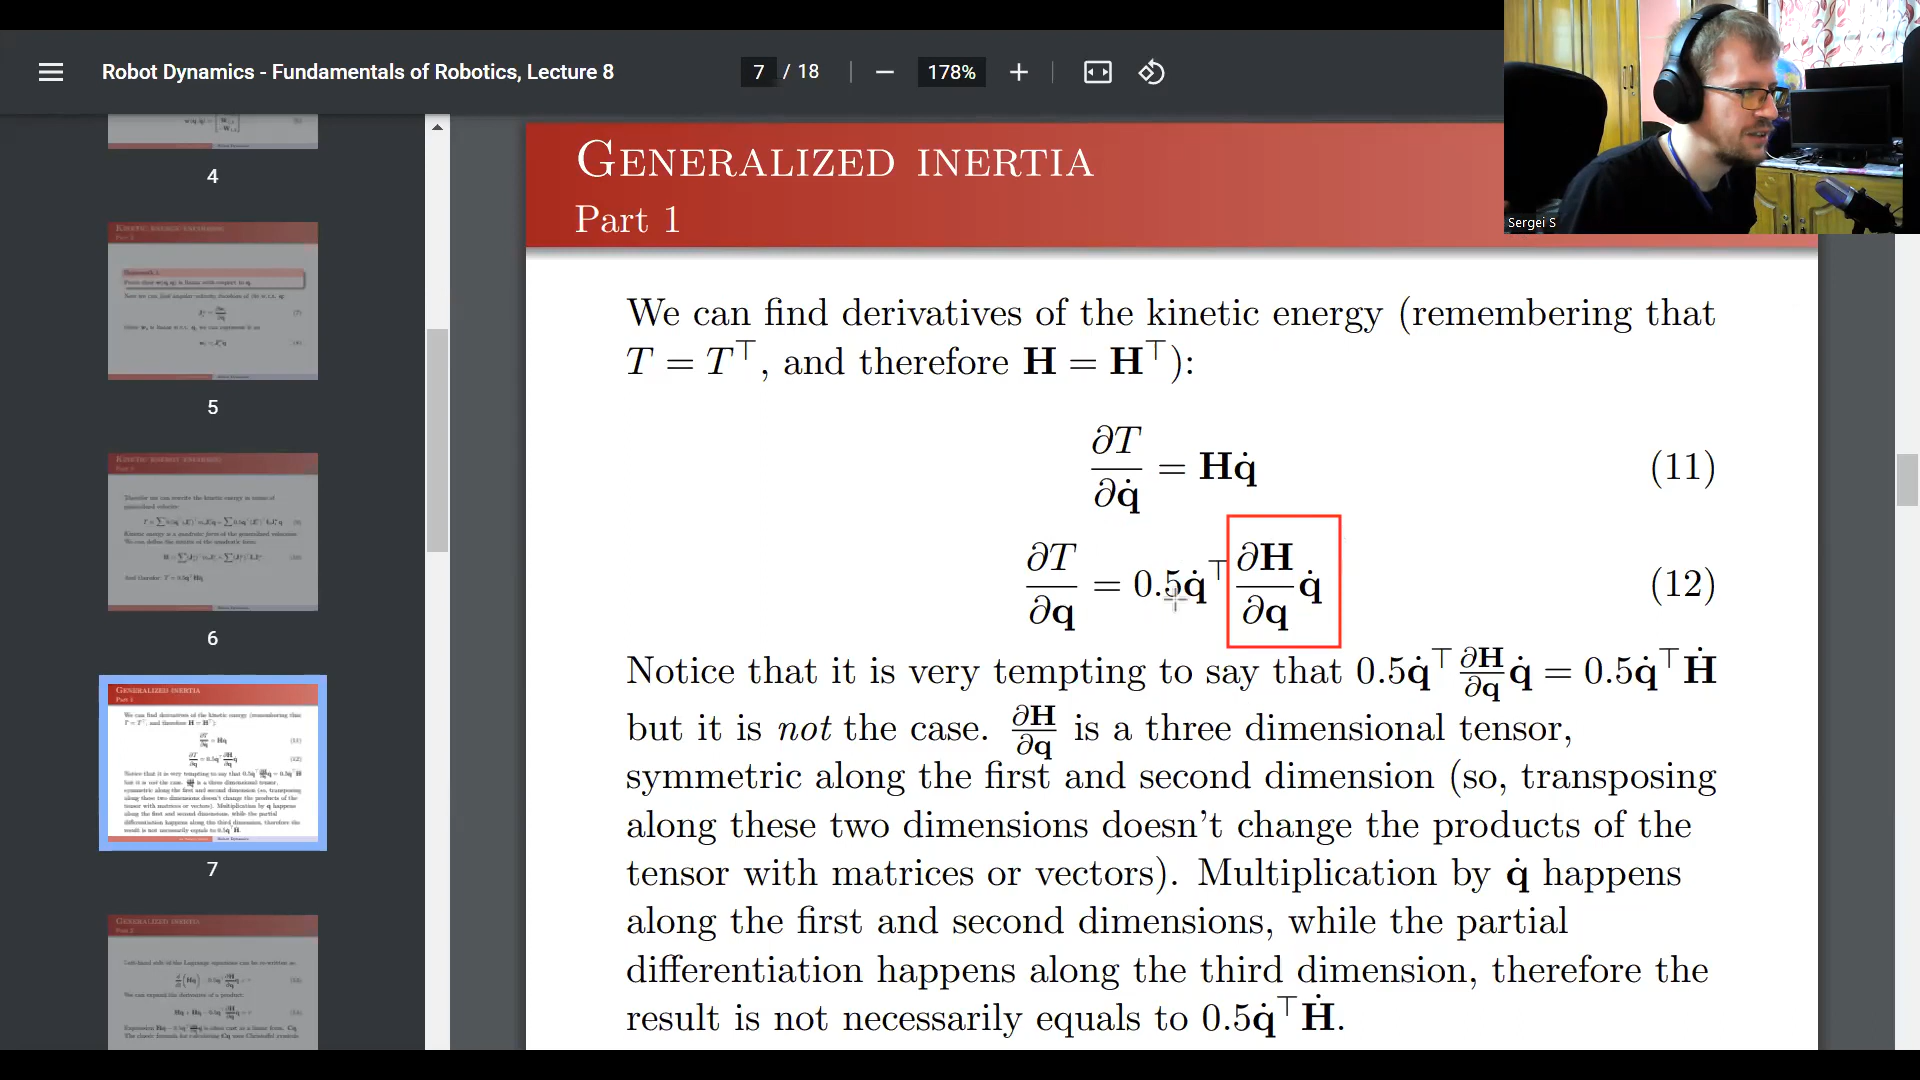 Robot Dynamics - Fundamentals of Robotics, Lecture 8
7 / 18
178%
Sergei S
4
5
6
7
GENERALIZED INERTIA
Part 1
We can find derivatives of the kinetic energy (remembering that
T = T⊤, and therefore H = H⊤):
∂T/∂q̇ = Hq̇ (11)
∂T/∂q = 0.5q̇⊤ ∂H/∂q q̇ (12)
Notice that it is very tempting to say that 0.5q̇⊤ ∂H/∂q q̇ = 0.5q̇⊤Ḣ
but it is not the case. ∂H/∂q is a three dimensional tensor,
symmetric along the first and second dimension (so, transposing
along these two dimensions doesn't change the products of the
tensor with matrices or vectors). Multiplication by q̇ happens
along the first and second dimensions, while the partial
differentiation happens along the third dimension, therefore the
result is not necessarily equals to 0.5q̇⊤Ḣ.